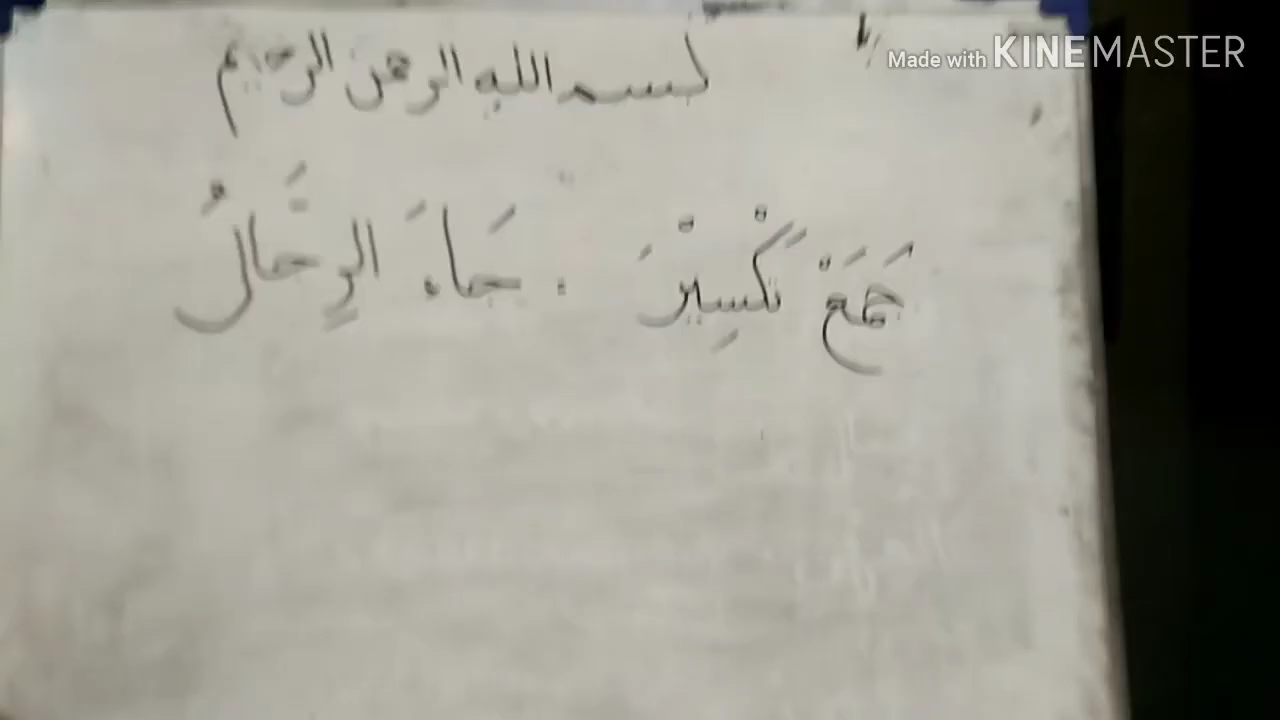 Made with KINEMASTER
بسم الله الرحمن الرحيم
جَمَعَْ تَكْسِيْرَ . جَاءَ الرِجَالُ